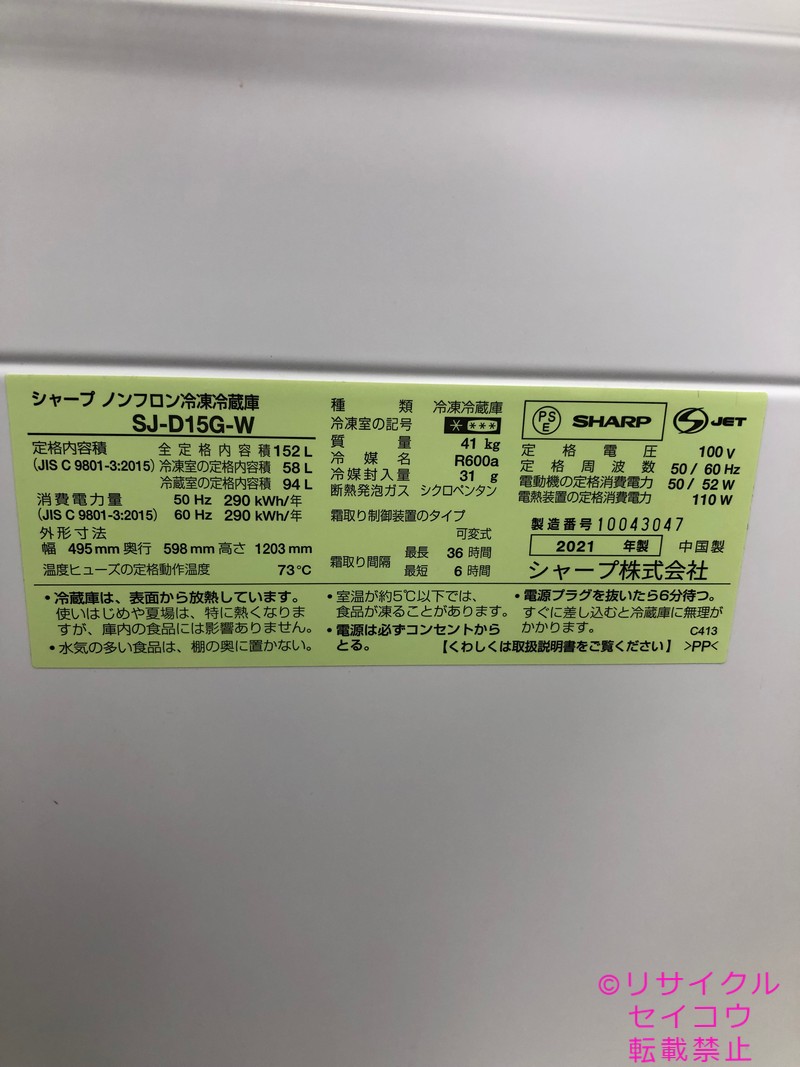 シャープ ノンフロン冷凍冷蔵庫
SJ-D15G-W
定格内容積 全定格内容積 152 L
(JIS C 9801-3:2015) 冷凍室の定格内容積 58 L
冷蔵室の定格内容積 94 L
消費電力量 50 Hz 290 kWh/年
(JIS C 9801-3:2015) 60 Hz 290 kWh/年
外形寸法
幅 495 mm 奥行 598 mm 高さ 1203 mm
温度ヒューズの定格動作温度 73℃
種類 冷凍冷蔵庫
冷凍室の記号 * ***
質量 41 kg
冷媒名 R600a
冷媒封入量 31 g
断熱発泡ガス シクロペンタン
霜取り制御装置のタイプ
可変式
霜取り間隔 最長 36 時間
最短 6 時間
PS E SHARP S JET
定格電圧 100 V
定格周波数 50 / 60 Hz
電動機の定格消費電力 50 / 52 W
電熱装置の定格消費電力 110 W
製造番号 10043047
2021 年製 中国製
シャープ株式会社
• 冷蔵庫は、表面から放熱しています。
使いはじめや夏場は、特に熱くなりま
すが、庫内の食品には影響ありません。
• 水気の多い食品は、棚の奥に置かない。
• 室温が約5℃以下では、
食品が凍ることがあります。
• 電源は必ずコンセントから
とる。
• 電源プラグを抜いたら6分待つ。
すぐに差し込むと冷蔵庫に無理が
かかります。 C413
【くわしくは取扱説明書をご覧ください】 >PP<
©リサイクル
セイコウ
転載禁止